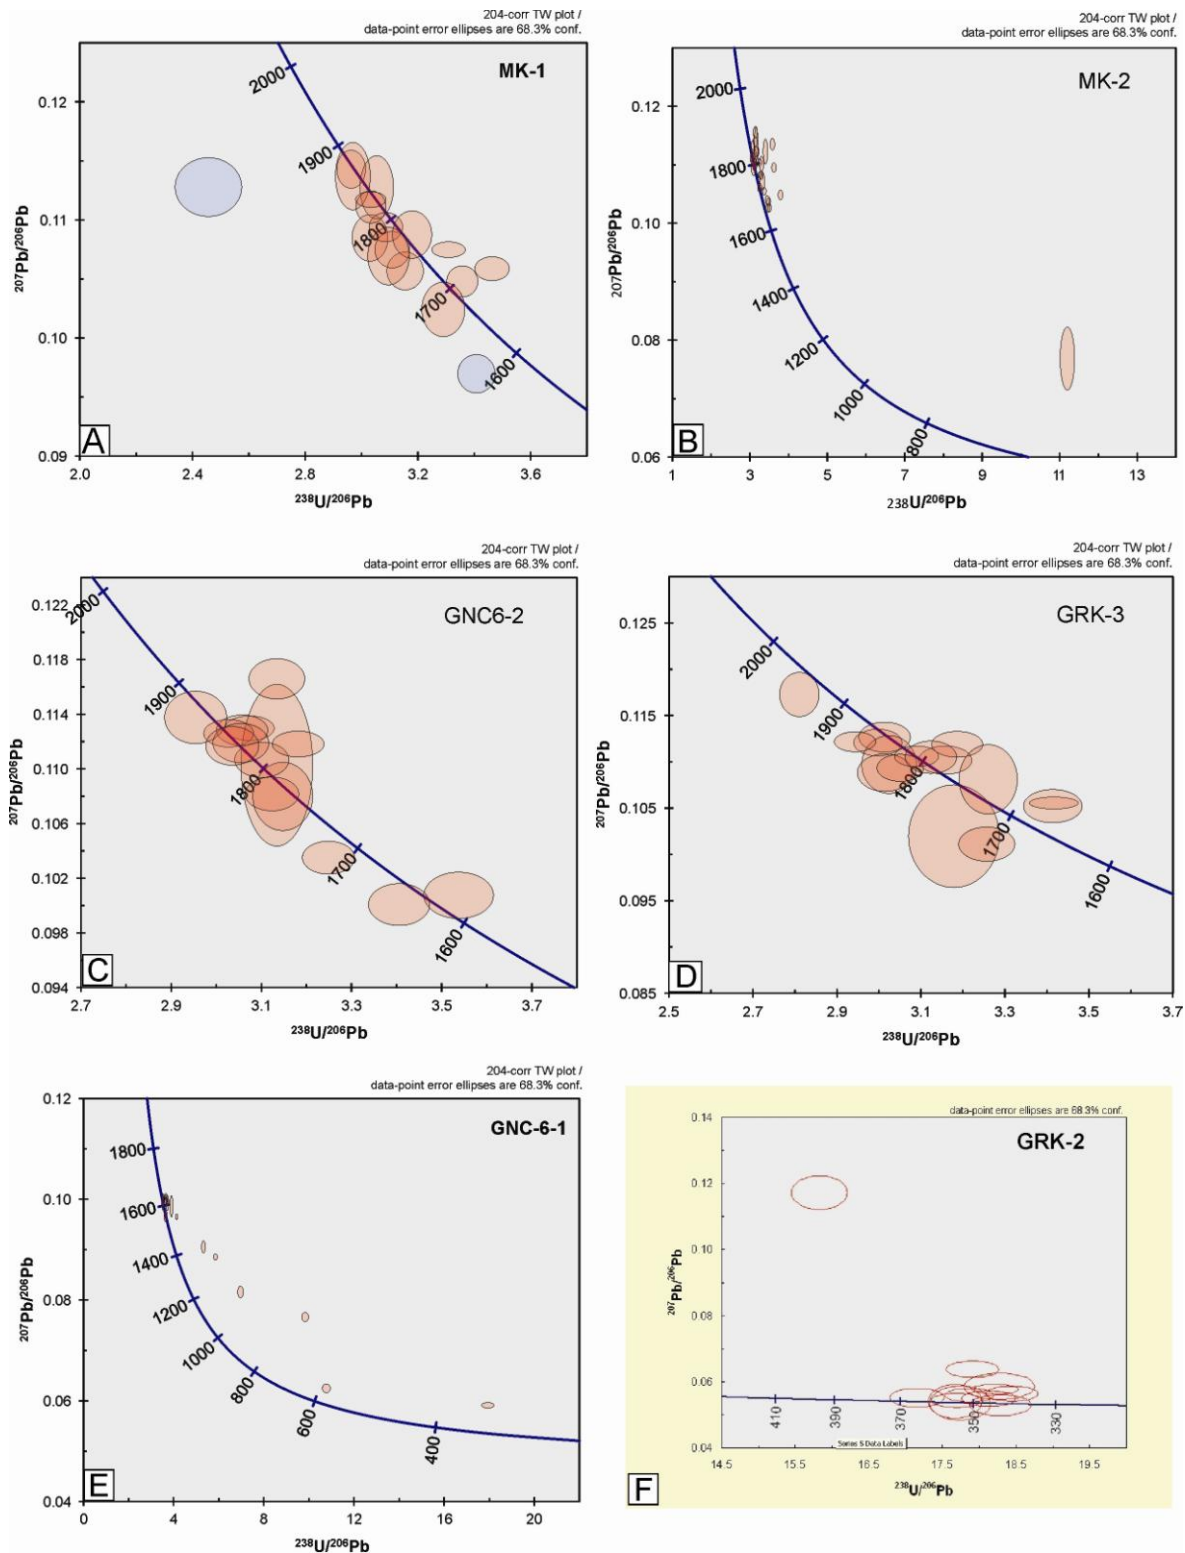 204-corr TW plot /
data-point error ellipses are 68.3% conf.
MK-1
2000
1900
1800
1700
1600
0.12
0.11
0.10
0.09
207Pb/206Pb
A
2.0 2.4 2.8 3.2 3.6
238U/206Pb
204-corr TW plot /
data-point error ellipses are 68.3% conf.
MK-2
2000
1800
1600
1400
1200
1000
800
0.12
0.10
0.08
0.06
207Pb/206Pb
B
1 3 5 7 9 11 13
238U/206Pb
204-corr TW plot /
data-point error ellipses are 68.3% conf.
GNC6-2
2000
1900
1800
1700
1600
0.122
0.118
0.114
0.110
0.106
0.102
0.098
0.094
207Pb/206Pb
C
2.7 2.9 3.1 3.3 3.5 3.7
238U/206Pb
204-corr TW plot /
data-point error ellipses are 68.3% conf.
GRK-3
2000
1900
1800
1700
1600
0.125
0.115
0.105
0.095
0.085
207Pb/206Pb
D
2.5 2.7 2.9 3.1 3.3 3.5 3.7
238U/206Pb
204-corr TW plot /
data-point error ellipses are 68.3% conf.
GNC-6-1
1800
1600
1400
1200
1000
800
600
400
0.12
0.10
0.08
0.06
0.04
207Pb/206Pb
E
0 4 8 12 16 20
238U/206Pb
data-point error ellipses are 68.3% conf.
GRK-2
0.14
0.12
0.10
0.08
0.06
0.04
207Pb/206Pb
410 390 370 350 330
Series 5 Data Labels
F
14.5 15.5 16.5 17.5 18.5 19.5
238U/206Pb